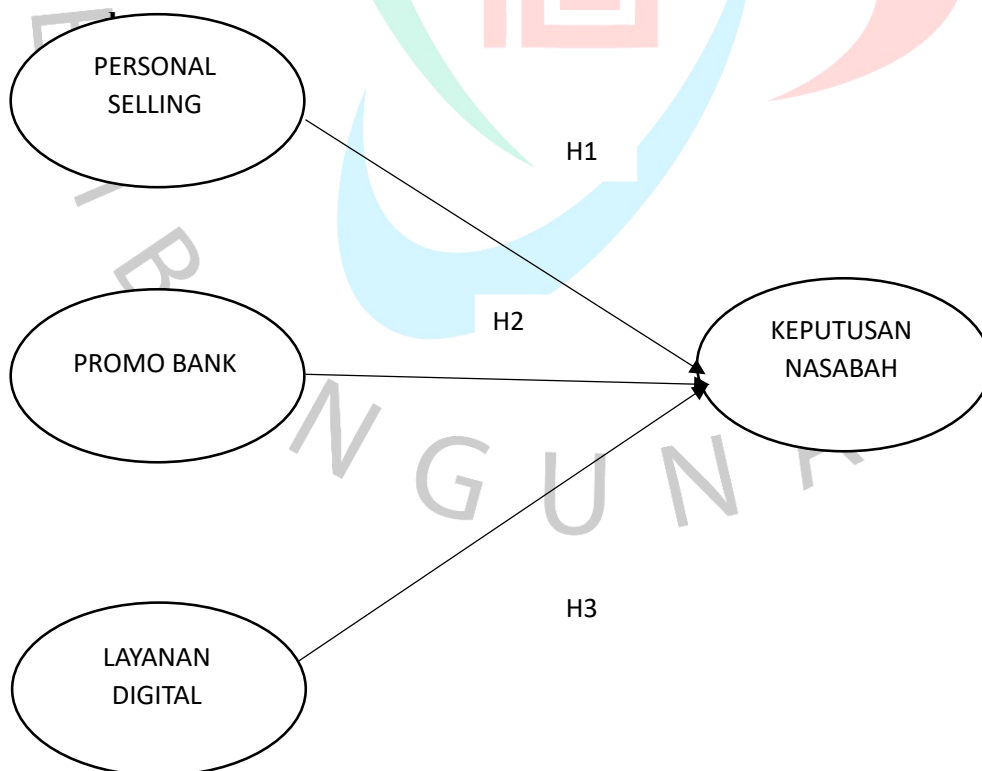 PERSONAL
SELLING
H1
H2
PROMO BANK
KEPUTUSAN
NASABAH
H3
LAYANAN
DIGITAL